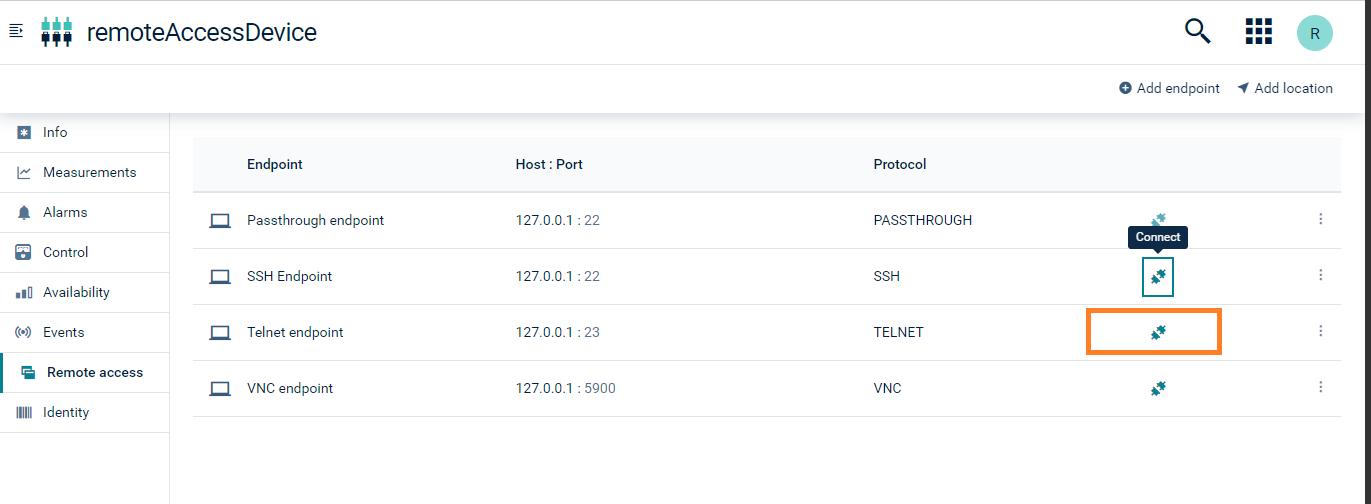 remoteAccessDevice
R
Add endpoint Add location
Info
Measurements
Alarms
Control
Availability
Events
Remote access
Identity
Endpoint Host : Port Protocol
Passthrough endpoint 127.0.0.1 : 22 PASSTHROUGH
Connect
SSH Endpoint 127.0.0.1 : 22 SSH
Telnet endpoint 127.0.0.1 : 23 TELNET
VNC endpoint 127.0.0.1 : 5900 VNC